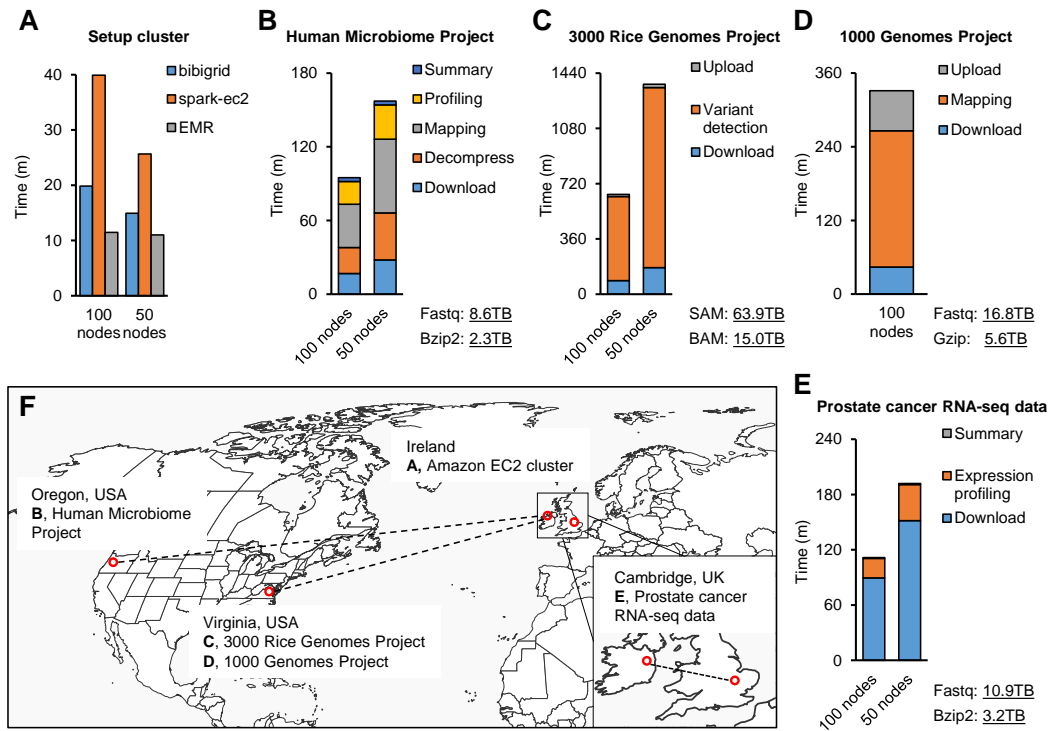 A
Setup cluster
Time (m)
40
30
20
10
0
bibigrid
spark-ec2
EMR
100
nodes
50
nodes
B
Human Microbiome Project
Time (m)
180
120
60
0
Summary
Profiling
Mapping
Decompress
Download
100 nodes
50 nodes
Fastq: 8.6TB
Bzip2: 2.3TB
C
3000 Rice Genomes Project
Time (m)
1440
1080
720
360
0
Upload
Variant
detection
Download
100 nodes
50 nodes
SAM: 63.9TB
BAM: 15.0TB
D
1000 Genomes Project
Time (m)
360
240
120
0
Upload
Mapping
Download
100
nodes
Fastq: 16.8TB
Gzip: 5.6TB
F
Ireland
A, Amazon EC2 cluster
Oregon, USA
B, Human Microbiome
Project
Virginia, USA
C, 3000 Rice Genomes Project
D, 1000 Genomes Project
Cambridge, UK
E, Prostate cancer
RNA-seq data
E
Prostate cancer RNA-seq data
Time (m)
240
180
120
60
0
Summary
Expression
profiling
Download
100 nodes
50 nodes
Fastq: 10.9TB
Bzip2: 3.2TB